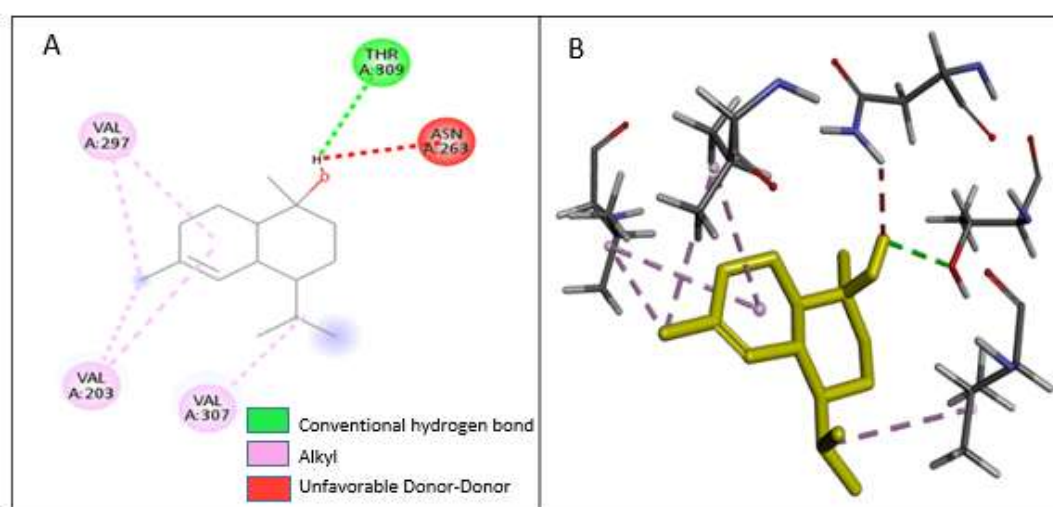 A
B
THR
A:309
ASN
A:263
VAL
A:297
H
O
VAL
A:203
VAL
A:307
Conventional hydrogen bond
Alkyl
Unfavorable Donor-Donor